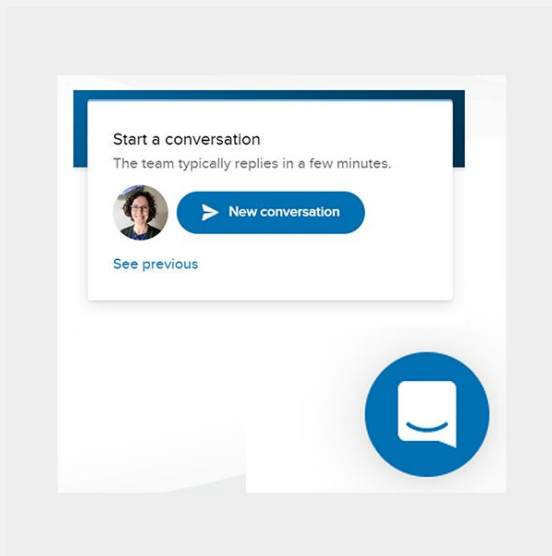 Start a conversation
The team typically replies in a few minutes.
New conversation
See previous